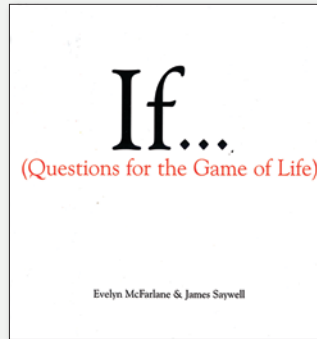 If...
(Questions for the Game of Life)
Evelyn McFarlane & James Saywell